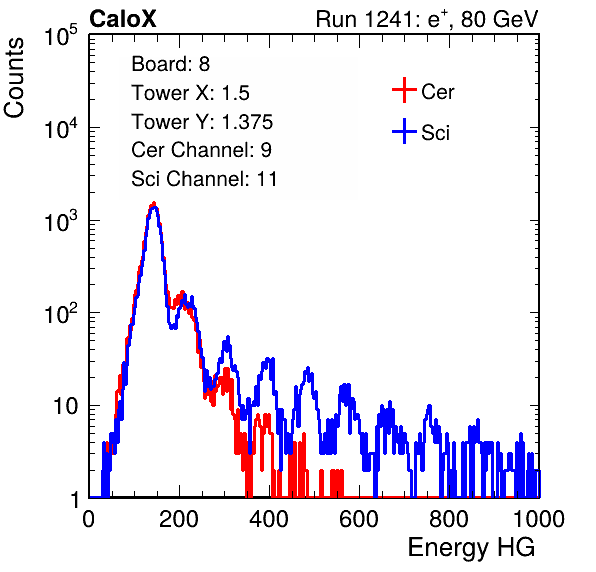 CaloX Run 1241: e⁺, 80 GeV
Board: 8
Tower X: 1.5
Tower Y: 1.375
Cer Channel: 9
Sci Channel: 11
Cer
Sci
Counts
10⁵
10⁴
10³
10²
10
1
0 200 400 600 800 1000
Energy HG